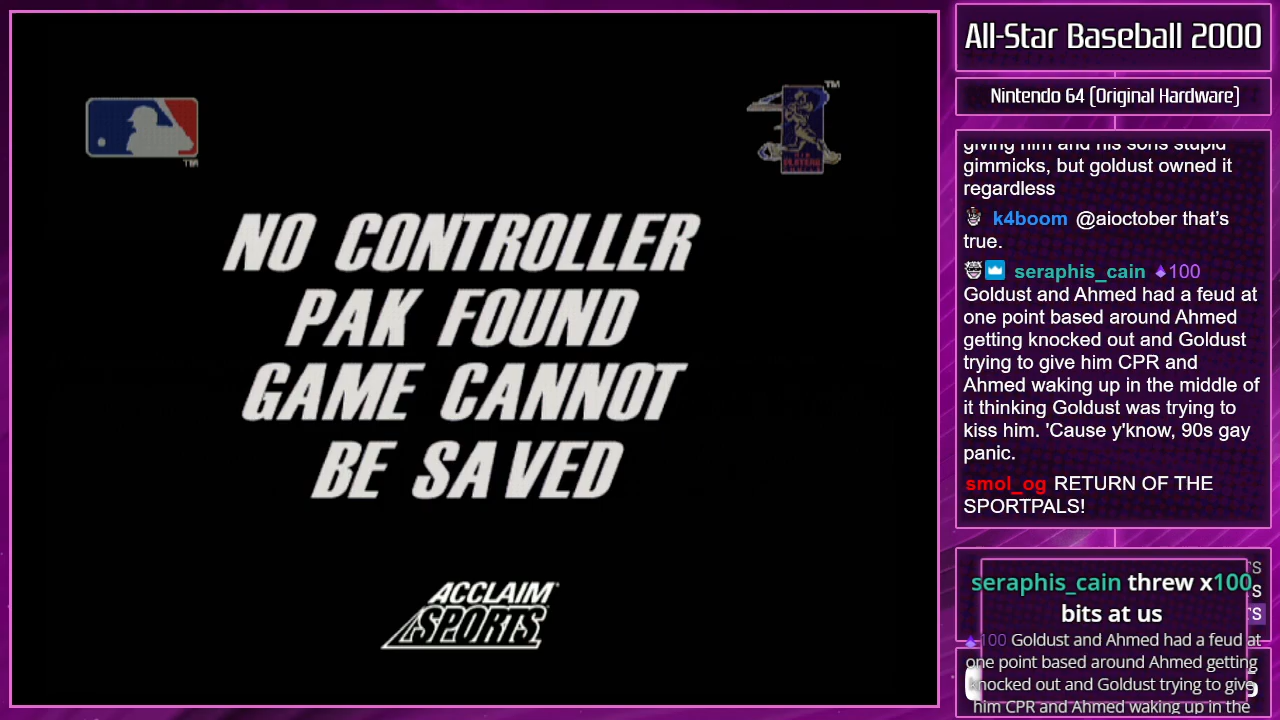 NO CONTROLLER
PAK FOUND
GAME CANNOT
BE SAVED
ACCLAIM
SPORTS
All-Star Baseball 2000
Nintendo 64 (Original Hardware)
giving him and his sons stupid
gimmicks, but goldust owned it
regardless
k4boom @aioctober that’s
true.
seraphis_cain 100
Goldust and Ahmed had a feud at
one point based around Ahmed
getting knocked out and Goldust
trying to give him CPR and
Ahmed waking up in the middle of
it thinking Goldust was trying to
kiss him. 'Cause y'know, 90s gay
panic.
smol_og RETURN OF THE
SPORTPALS!
seraphis_cain threw x100
bits at us
100 Goldust and Ahmed had a feud at
one point based around Ahmed getting
knocked out and Goldust trying to give
him CPR and Ahmed waking up in the